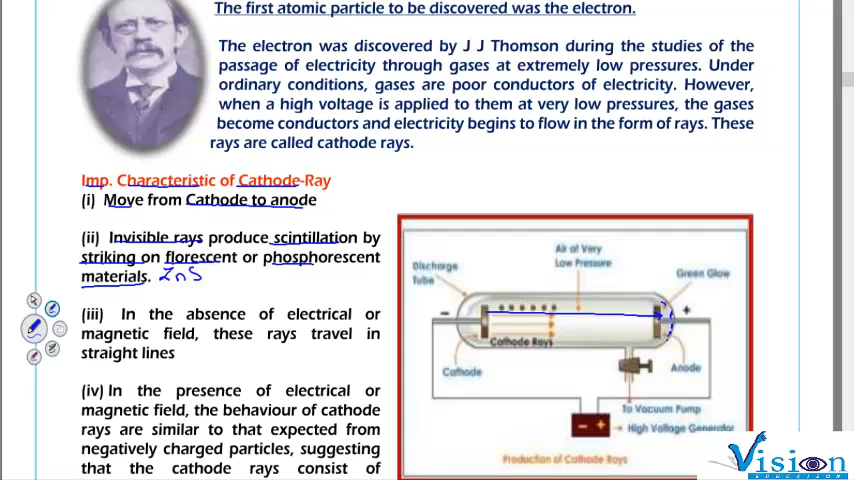 The first atomic particle to be discovered was the electron.
The electron was discovered by J J Thomson during the studies of the
passage of electricity through gases at extremely low pressures. Under
ordinary conditions, gases are poor conductors of electricity. However,
when a high voltage is applied to them at very low pressures, the gases
become conductors and electricity begins to flow in the form of rays. These
rays are called cathode rays.
Imp. Characteristic of Cathode-Ray
(i) Move from Cathode to anode
(ii) Invisible rays produce scintillation by
striking on florescent or phosphorescent
materials. ZnS
(iii) In the absence of electrical or
magnetic field, these rays travel in
straight lines
(iv) In the presence of electrical or
magnetic field, the behaviour of cathode
rays are similar to that expected from
negatively charged particles, suggesting
that the cathode rays consist of
Air at Very
Low Pressure
Discharge
Tube
Green Glow
- +
Cathode Rays
Cathode
Anode
To Vacuum Pump
- +
High Voltage Generator
Production of Cathode Rays
Vision
EDUCATION